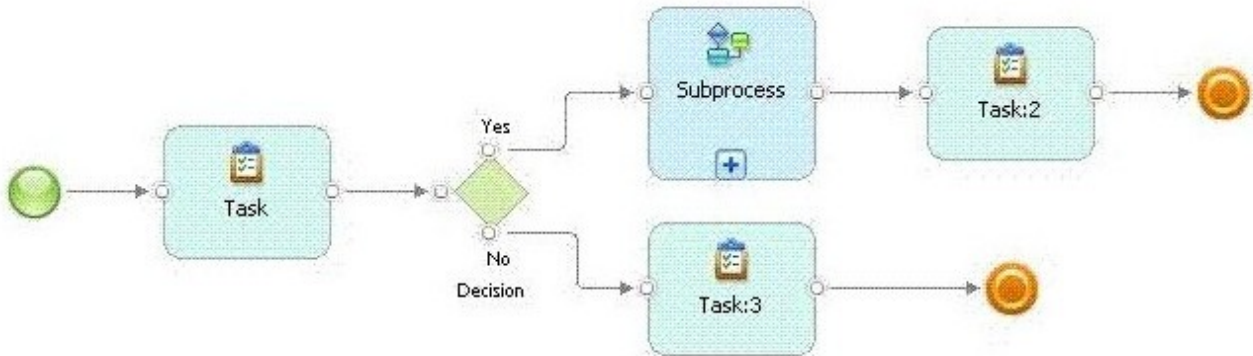 Task
Yes
No
Decision
Subprocess
Task:2
Task:3